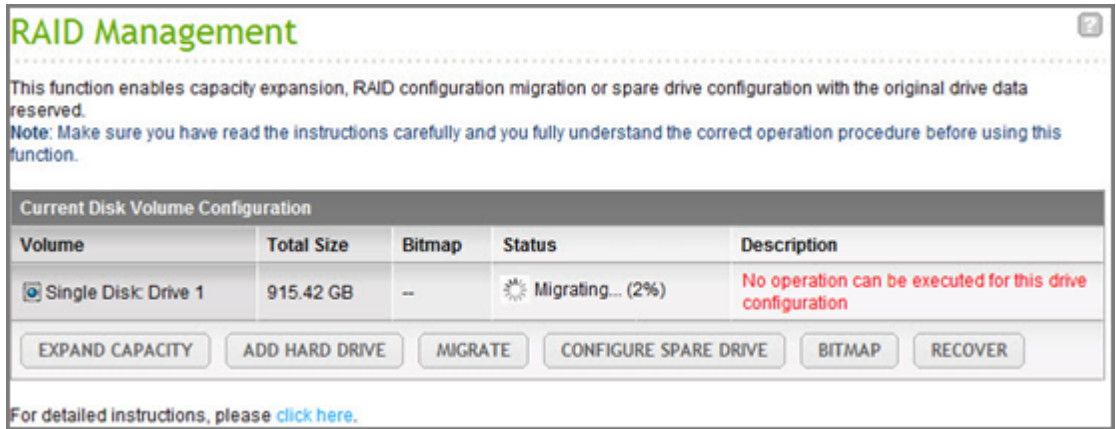 RAID Management
This function enables capacity expansion, RAID configuration migration or spare drive configuration with the original drive data
reserved.
Note: Make sure you have read the instructions carefully and you fully understand the correct operation procedure before using this
function.
Current Disk Volume Configuration
Volume Total Size Bitmap Status Description
Single Disk: Drive 1 915.42 GB -- Migrating... (2%) No operation can be executed for this drive
configuration
EXPAND CAPACITY ADD HARD DRIVE MIGRATE CONFIGURE SPARE DRIVE BITMAP RECOVER
For detailed instructions, please click here.